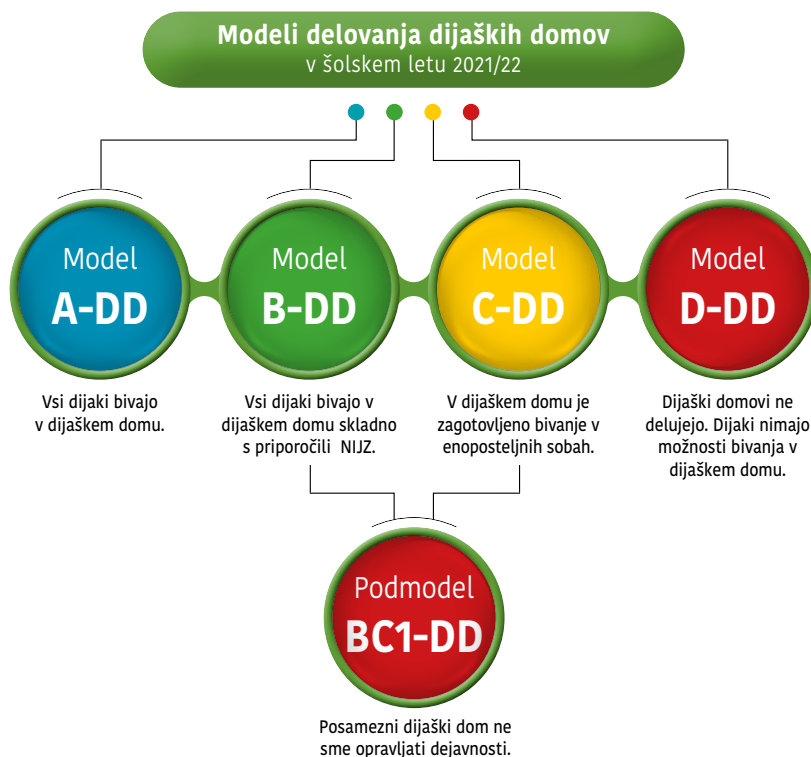 Modeli delovanja dijaških domov
v šolskem letu 2021/22
Model
A-DD
Vsi dijaki bivajo
v dijaškem domu.
Model
B-DD
Vsi dijaki bivajo v
dijaškem domu skladno
s priporočili NIJZ.
Model
C-DD
V dijaškem domu je
zagotovljeno bivanje v
enoposteljnih sobah.
Model
D-DD
Dijaški domovi ne
delujejo. Dijaki nimajo
možnosti bivanja v
dijaškem domu.
Podmodel
BC1-DD
Posamezni dijaški dom ne
sme opravljati dejavnosti.